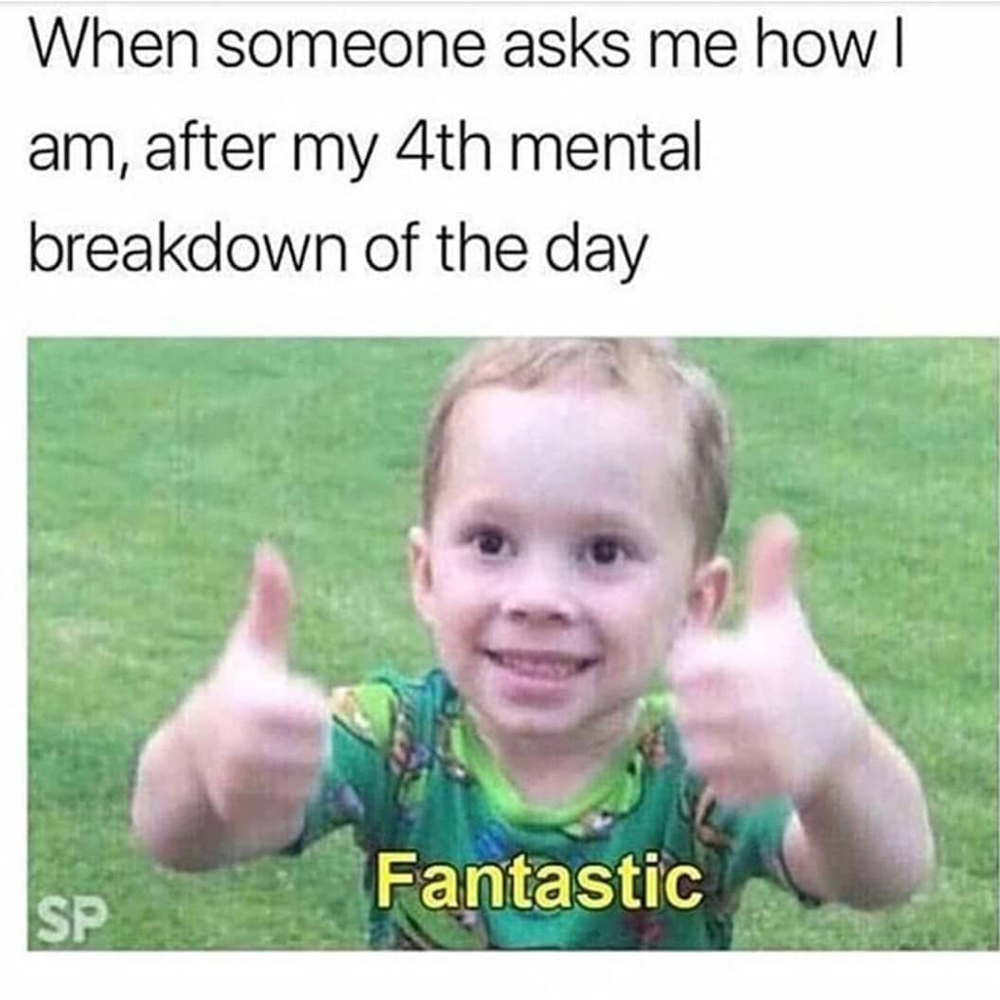 When someone asks me how I
am, after my 4th mental
breakdown of the day
Fantastic
SP